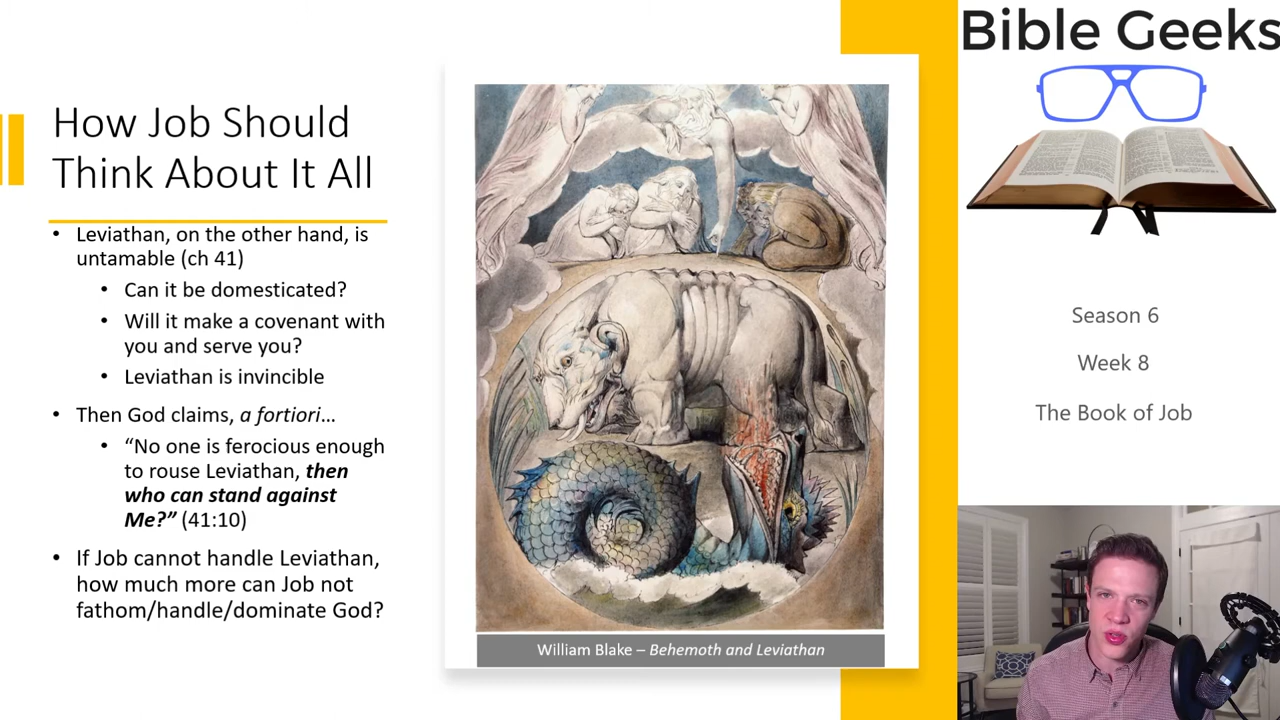 How Job Should
Think About It All
• Leviathan, on the other hand, is
untamable (ch 41)
• Can it be domesticated?
• Will it make a covenant with
you and serve you?
• Leviathan is invincible
• Then God claims, a fortiori…
• “No one is ferocious enough
to rouse Leviathan, then
who can stand against
Me?” (41:10)
• If Job cannot handle Leviathan,
how much more can Job not
fathom/handle/dominate God?
William Blake – Behemoth and Leviathan
Bible Geeks
Season 6
Week 8
The Book of Job